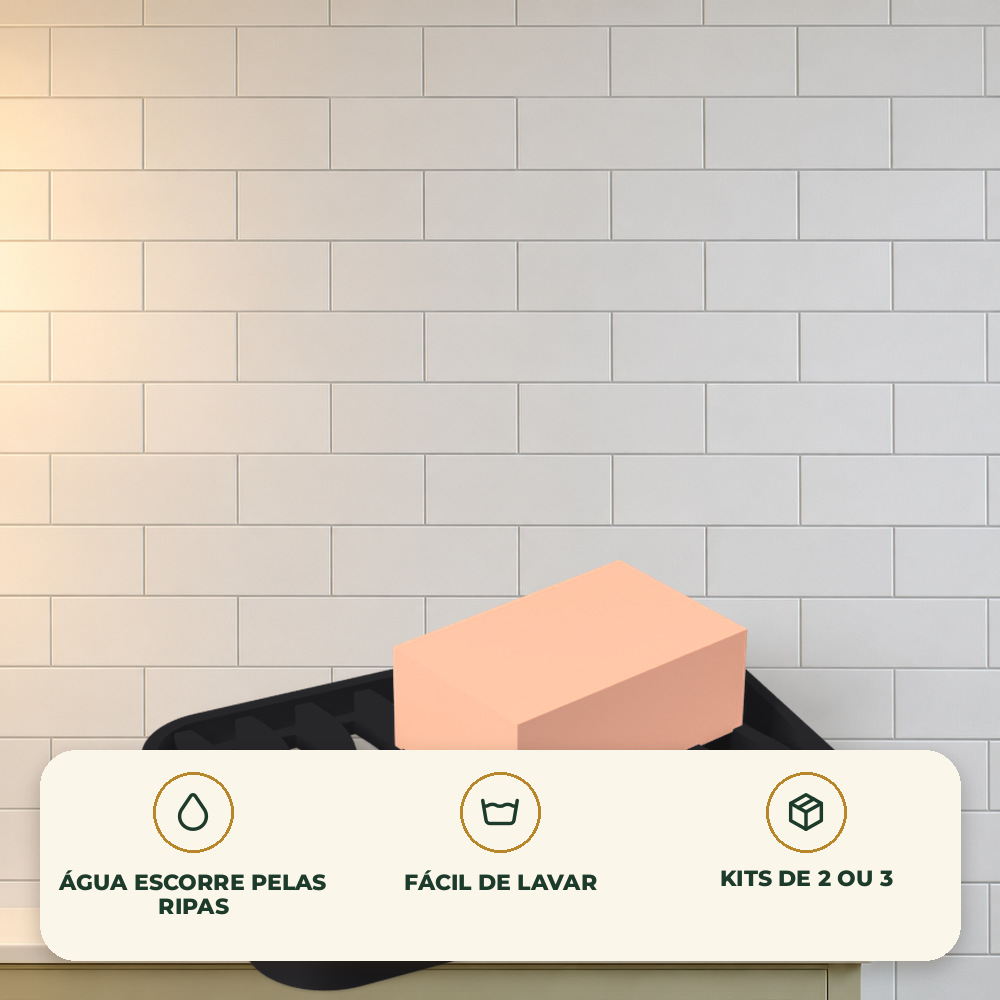 ÁGUA ESCORRE PELAS
RIPAS
FÁCIL DE LAVAR
KITS DE 2 OU 3